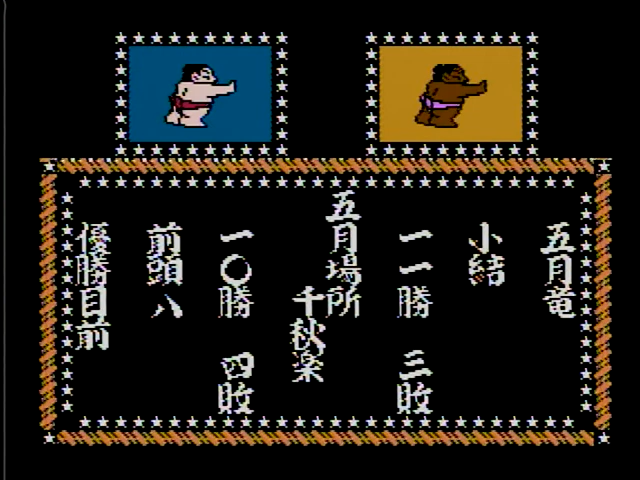 五月竜
小結
一一勝 三敗
五月場所
千秋楽
一〇勝 四敗
前頭八
優勝目前